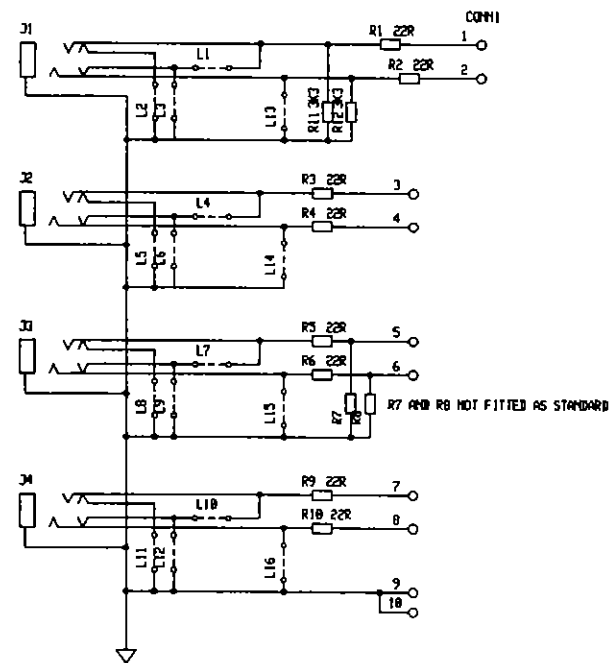 CONN1
J1
R1 22R
1
L1
R2 22R
2
L2
L3
L13
R11 3K3
R12 3K3
J2
R3 22R
3
L4
R4 22R
4
L5
L6
L14
J3
R5 22R
5
L7
R6 22R
6
L8
L9
L15
R7
R8
R7 AND R8 NOT FITTED AS STANDARD
J4
R9 22R
7
L10
R10 22R
8
L11
L12
L16
9
10